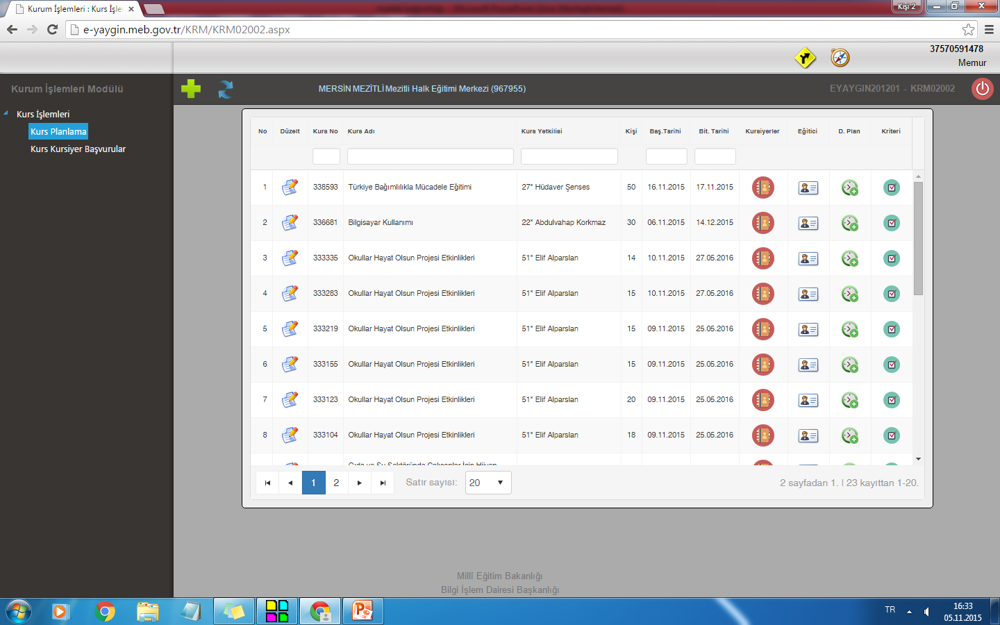 Kurum İşlemleri : Kurs İşle
Kişi 2
e-yaygin.meb.gov.tr/KRM/KRM02002.aspx
37570591478
Memur
Kurum İşlemleri Modülü
MERSİN MEZİTLİ Mezitli Halk Eğitimi Merkezi (967955)
EYAYGIN201201 - KRM02002
Kurs İşlemleri
Kurs Planlama
Kurs Kursiyer Başvurular
No Düzelt Kurs No Kurs Adı Kurs Yetkilisi Kişi Baş.Tarihi Bit. Tarihi Kursiyerler Eğitici D. Plan Kriteri
1 338593 Türkiye Bağımlılıkla Mücadele Eğitimi 27* Hüdaver Şenses 50 16.11.2015 17.11.2015
2 336681 Bilgisayar Kullanımı 22* Abdulvahap Korkmaz 30 06.11.2015 14.12.2015
3 333335 Okullar Hayat Olsun Projesi Etkinlikleri 51* Elif Alparslan 14 10.11.2015 27.05.2016
4 333283 Okullar Hayat Olsun Projesi Etkinlikleri 51* Elif Alparslan 15 10.11.2015 27.05.2016
5 333219 Okullar Hayat Olsun Projesi Etkinlikleri 51* Elif Alparslan 15 09.11.2015 25.05.2016
6 333155 Okullar Hayat Olsun Projesi Etkinlikleri 51* Elif Alparslan 15 09.11.2015 25.05.2016
7 333123 Okullar Hayat Olsun Projesi Etkinlikleri 51* Elif Alparslan 20 09.11.2015 25.05.2016
8 333104 Okullar Hayat Olsun Projesi Etkinlikleri 51* Elif Alparslan 18 09.11.2015 25.05.2016
1 2 Satır sayısı: 20 2 sayfadan 1. | 23 kayıttan 1-20.
Millî Eğitim Bakanlığı
Bilgi İşlem Dairesi Başkanlığı
TR
16:33
05.11.2015